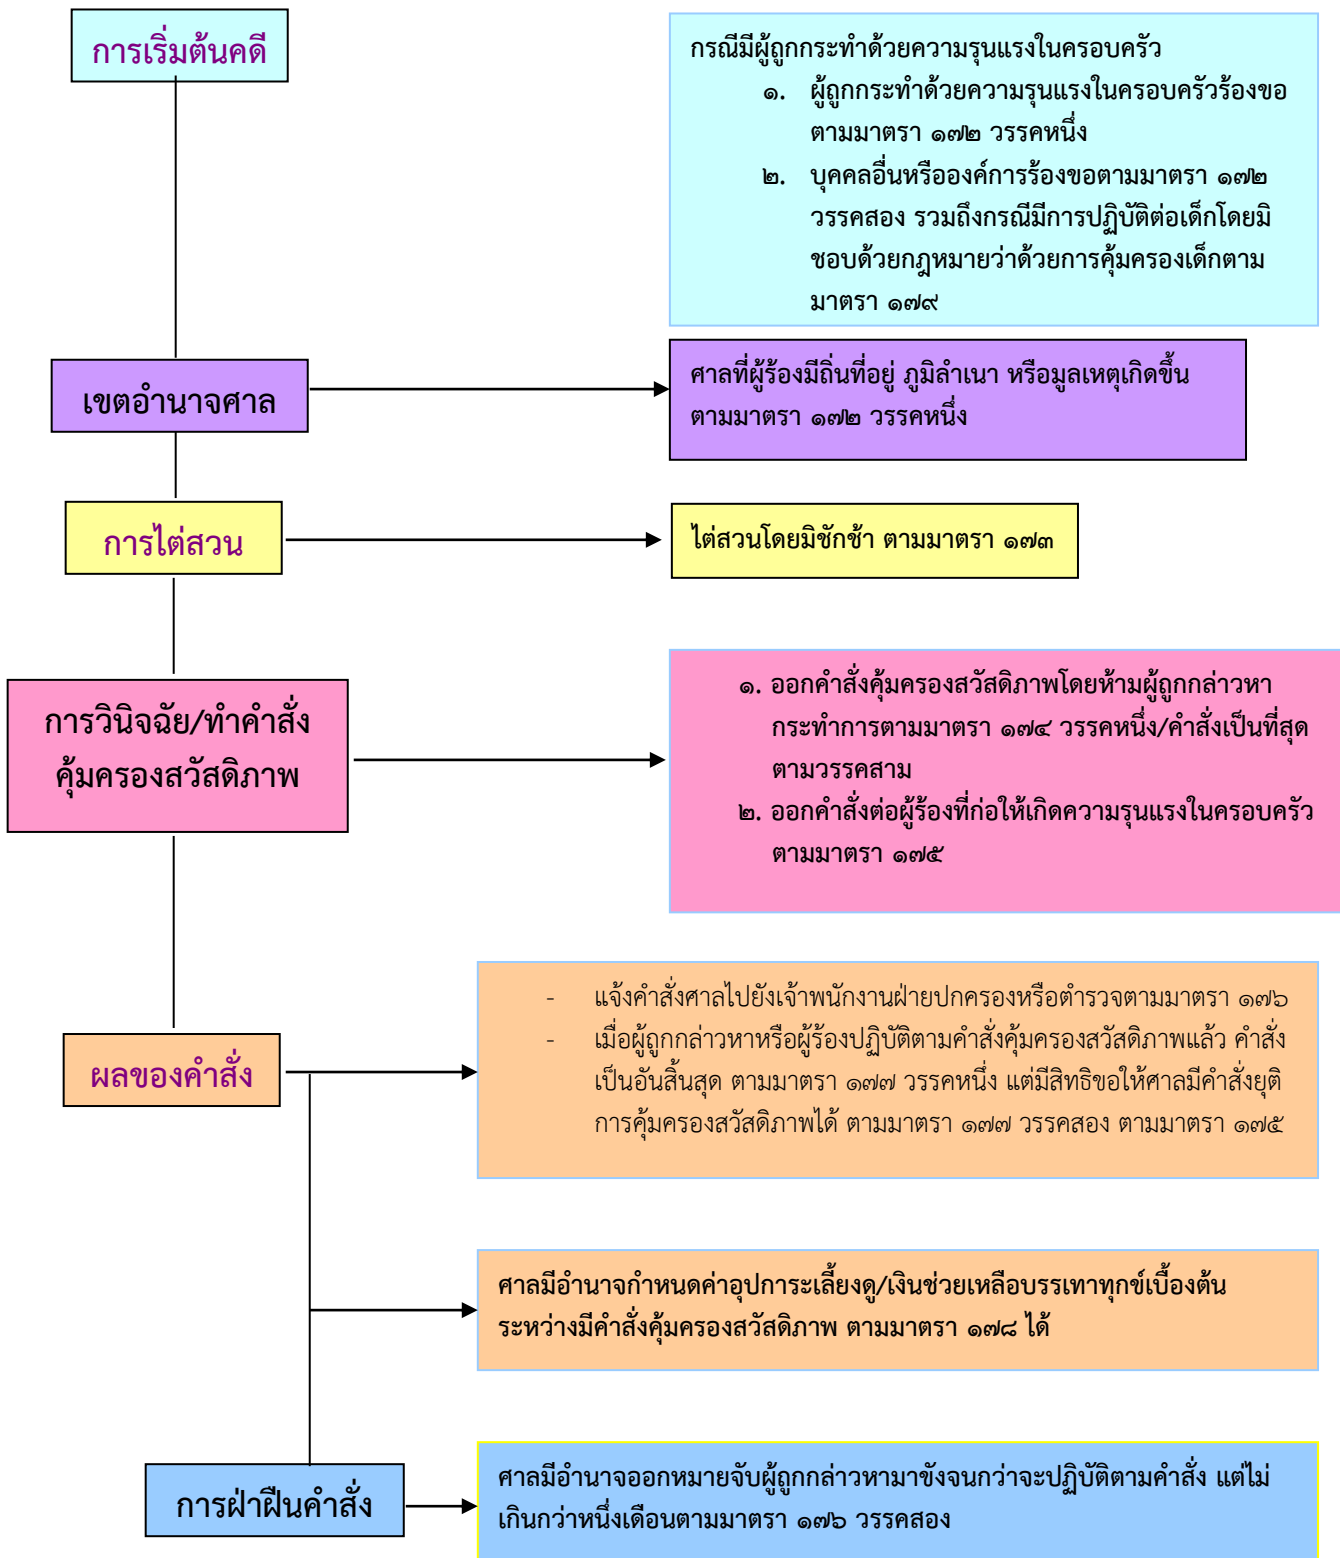 การเริ่มต้นคดี
กรณีมีผู้ถูกกระทำด้วยความรุนแรงในครอบครัว
๑. ผู้ถูกกระทำด้วยความรุนแรงในครอบครัวร้องขอ
ตามมาตรา ๑๗๒ วรรคหนึ่ง
๒. บุคคลอื่นหรือองค์การร้องขอตามมาตรา ๑๗๒
วรรคสอง รวมถึงกรณีมีการปฏิบัติต่อเด็กโดยมิ
ชอบด้วยกฎหมายว่าด้วยการคุ้มครองเด็กตาม
มาตรา ๑๗๙
เขตอำนาจศาล
ศาลที่ผู้ร้องมีถิ่นที่อยู่ ภูมิลำเนา หรือมูลเหตุเกิดขึ้น
ตามมาตรา ๑๗๒ วรรคหนึ่ง
การไต่สวน
ไต่สวนโดยมิชักช้า ตามมาตรา ๑๗๓
การวินิจฉัย/ทำคำสั่ง
คุ้มครองสวัสดิภาพ
๑. ออกคำสั่งคุ้มครองสวัสดิภาพโดยห้ามผู้ถูกกล่าวหา
กระทำการตามมาตรา ๑๗๔ วรรคหนึ่ง/คำสั่งเป็นที่สุด
ตามวรรคสาม
๒. ออกคำสั่งต่อผู้ร้องที่ก่อให้เกิดความรุนแรงในครอบครัว
ตามมาตรา ๑๗๕
ผลของคำสั่ง
- แจ้งคำสั่งศาลไปยังเจ้าพนักงานฝ่ายปกครองหรือตำรวจตามมาตรา ๑๗๖
- เมื่อผู้ถูกกล่าวหาหรือผู้ร้องปฏิบัติตามคำสั่งคุ้มครองสวัสดิภาพแล้ว คำสั่ง
เป็นอันสิ้นสุด ตามมาตรา ๑๗๗ วรรคหนึ่ง แต่มีสิทธิขอให้ศาลมีคำสั่งยุติ
การคุ้มครองสวัสดิภาพได้ ตามมาตรา ๑๗๗ วรรคสอง ตามมาตรา ๑๗๕
ศาลมีอำนาจกำหนดค่าอุปการะเลี้ยงดู/เงินช่วยเหลือบรรเทาทุกข์เบื้องต้น
ระหว่างมีคำสั่งคุ้มครองสวัสดิภาพ ตามมาตรา ๑๗๘ ได้
การฝ่าฝืนคำสั่ง
ศาลมีอำนาจออกหมายจับผู้ถูกกล่าวหามาขังจนกว่าจะปฏิบัติตามคำสั่ง แต่ไม่
เกินกว่าหนึ่งเดือนตามมาตรา ๑๗๖ วรรคสอง